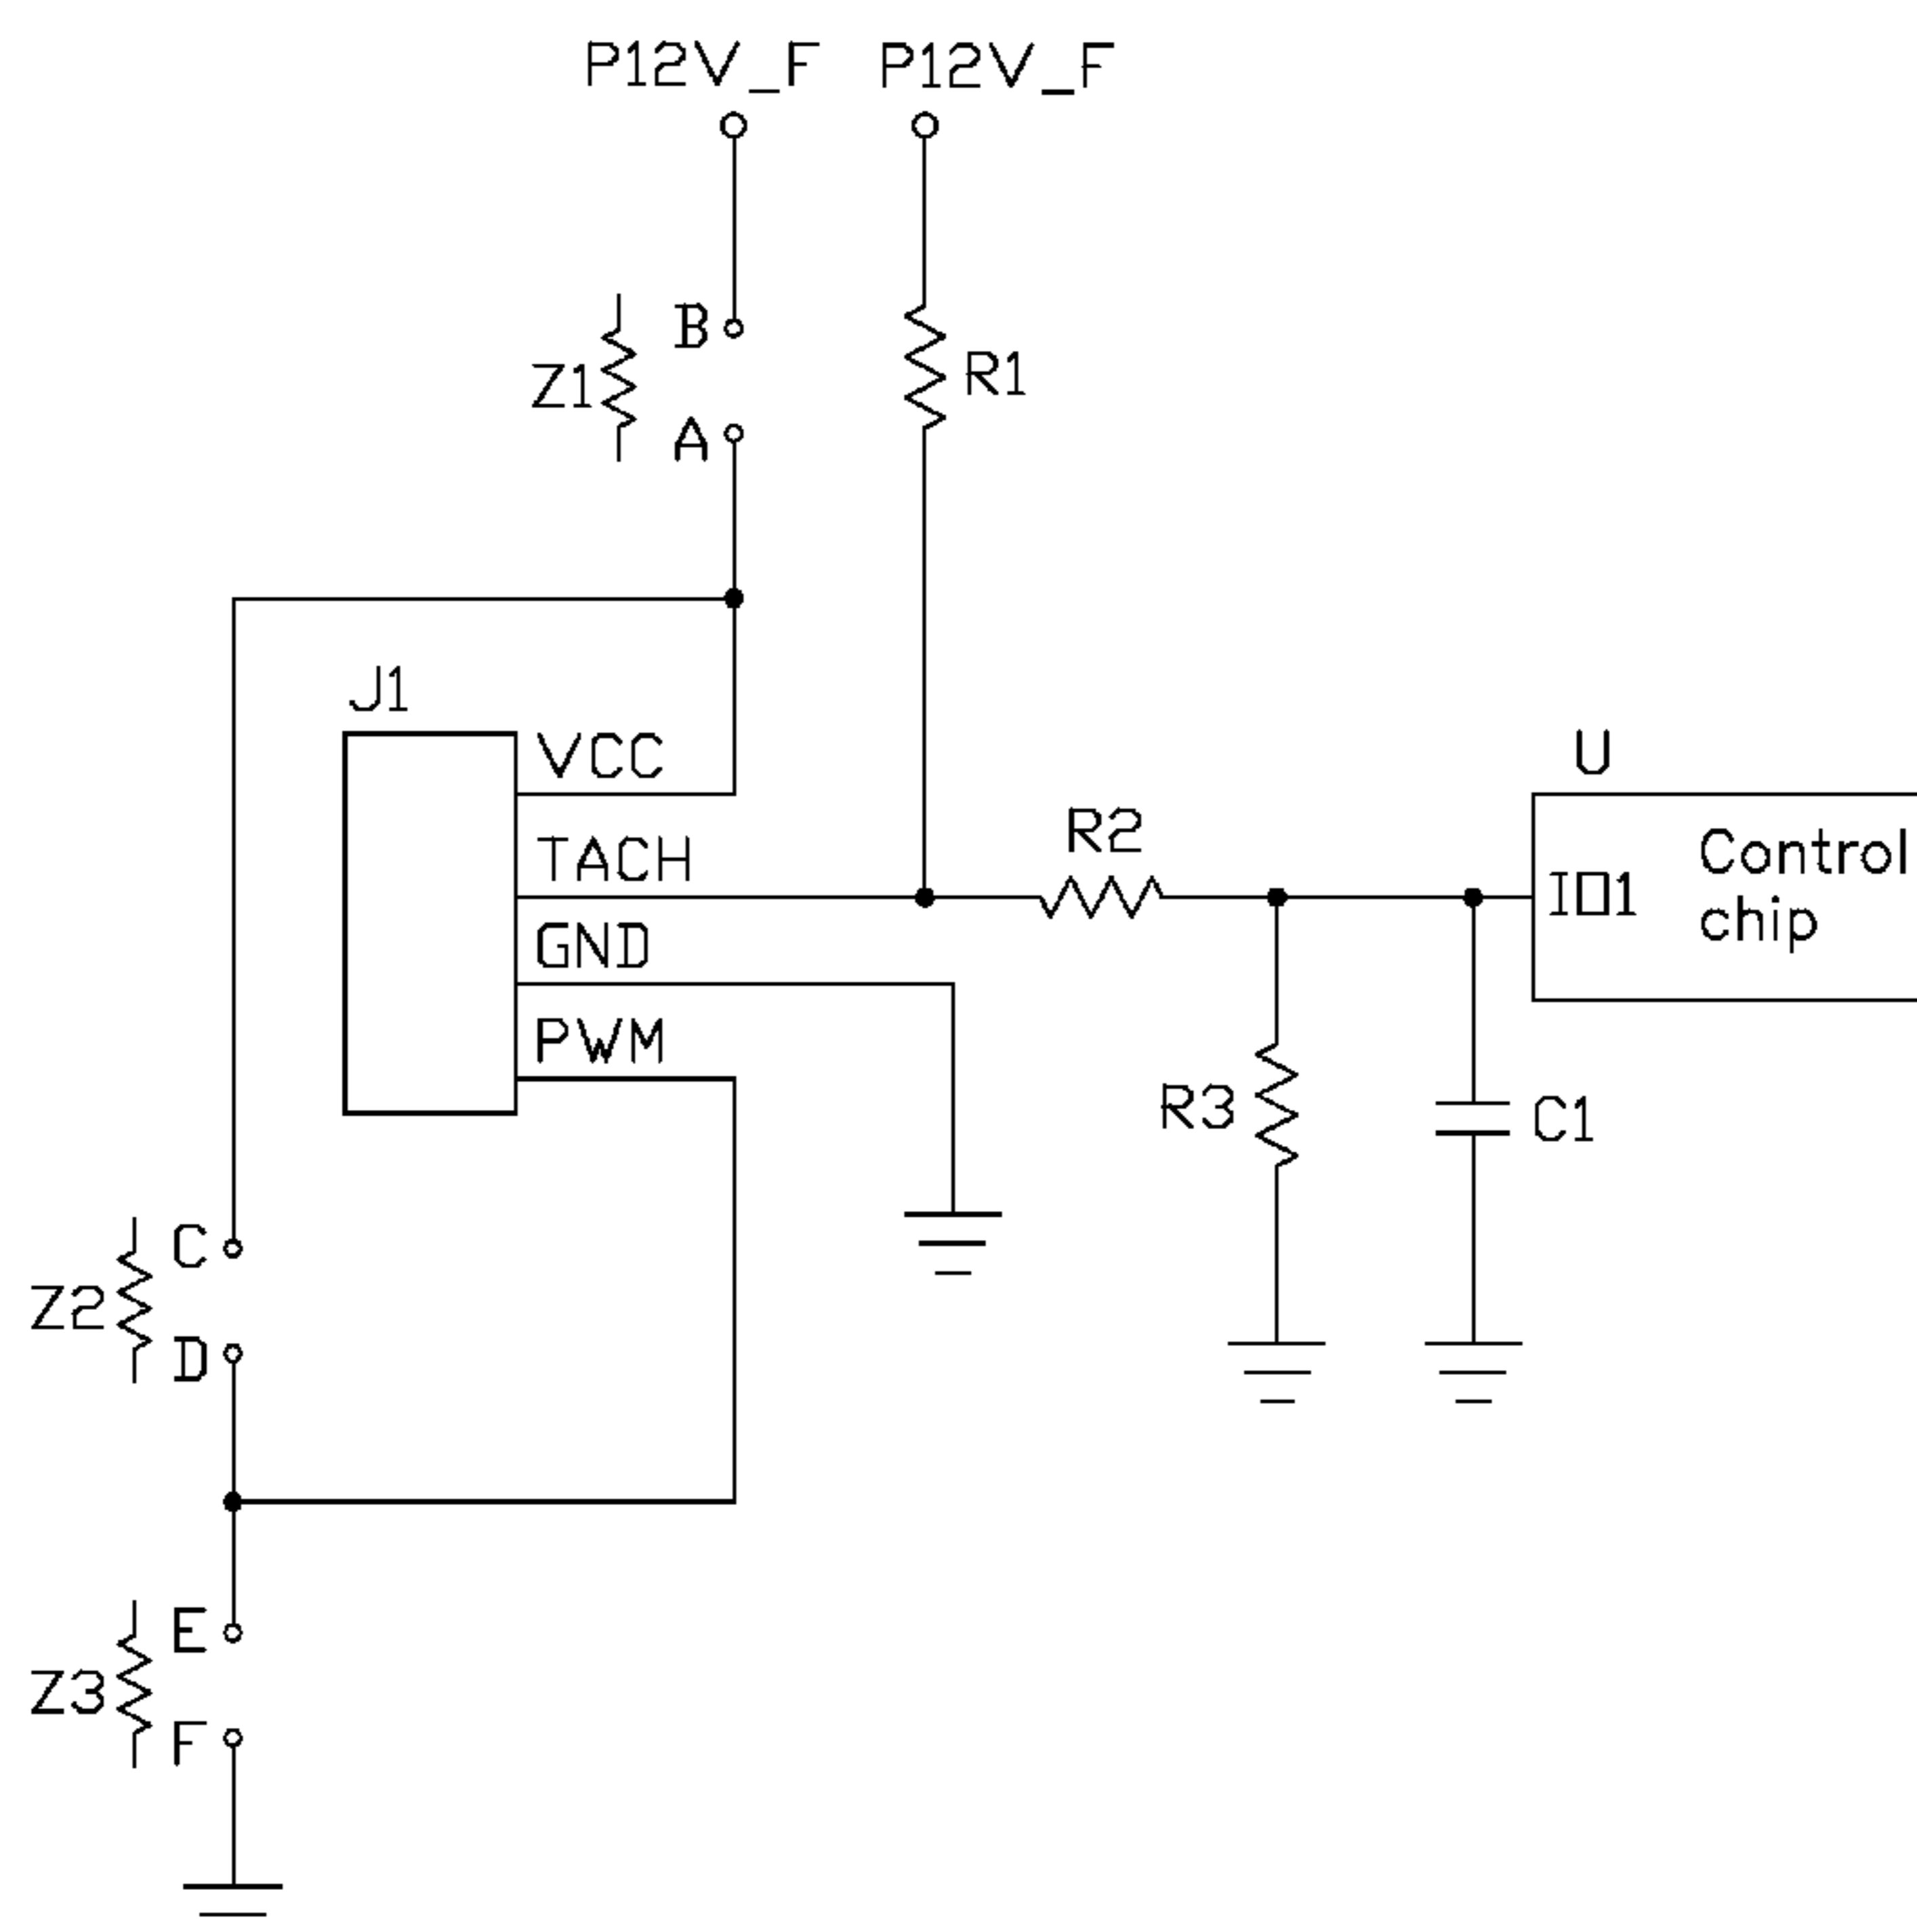 P12V_F P12V_F
B
Z1
R1
A
J1
VCC
U
R2
TACH
Control
IO1
chip
GND
PWM
R3
C1
C
Z2
D
E
Z3
F